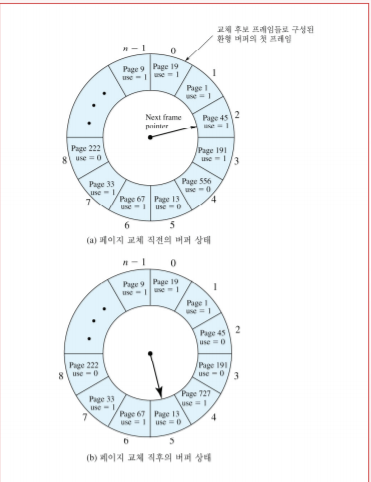 교체 후보 프레임들로 구성된
환형 버퍼의 첫 프레임
n − 1
0
Page 9
use = 1
Page 19
use = 1
1
Page 1
use = 1
2
Page 45
use = 1
Next frame
pointer
Page 191
use = 1
3
Page 556
use = 0
4
Page 13
use = 0
5
Page 67
use = 1
6
Page 33
use = 1
7
Page 222
use = 0
8
(a) 페이지 교체 직전의 버퍼 상태
n − 1
0
Page 9
use = 1
Page 19
use = 1
1
Page 1
use = 1
2
Page 45
use = 0
Page 191
use = 0
3
Page 727
use = 1
4
Page 13
use = 0
5
Page 67
use = 1
6
Page 33
use = 1
7
Page 222
use = 0
8
(b) 페이지 교체 직후의 버퍼 상태